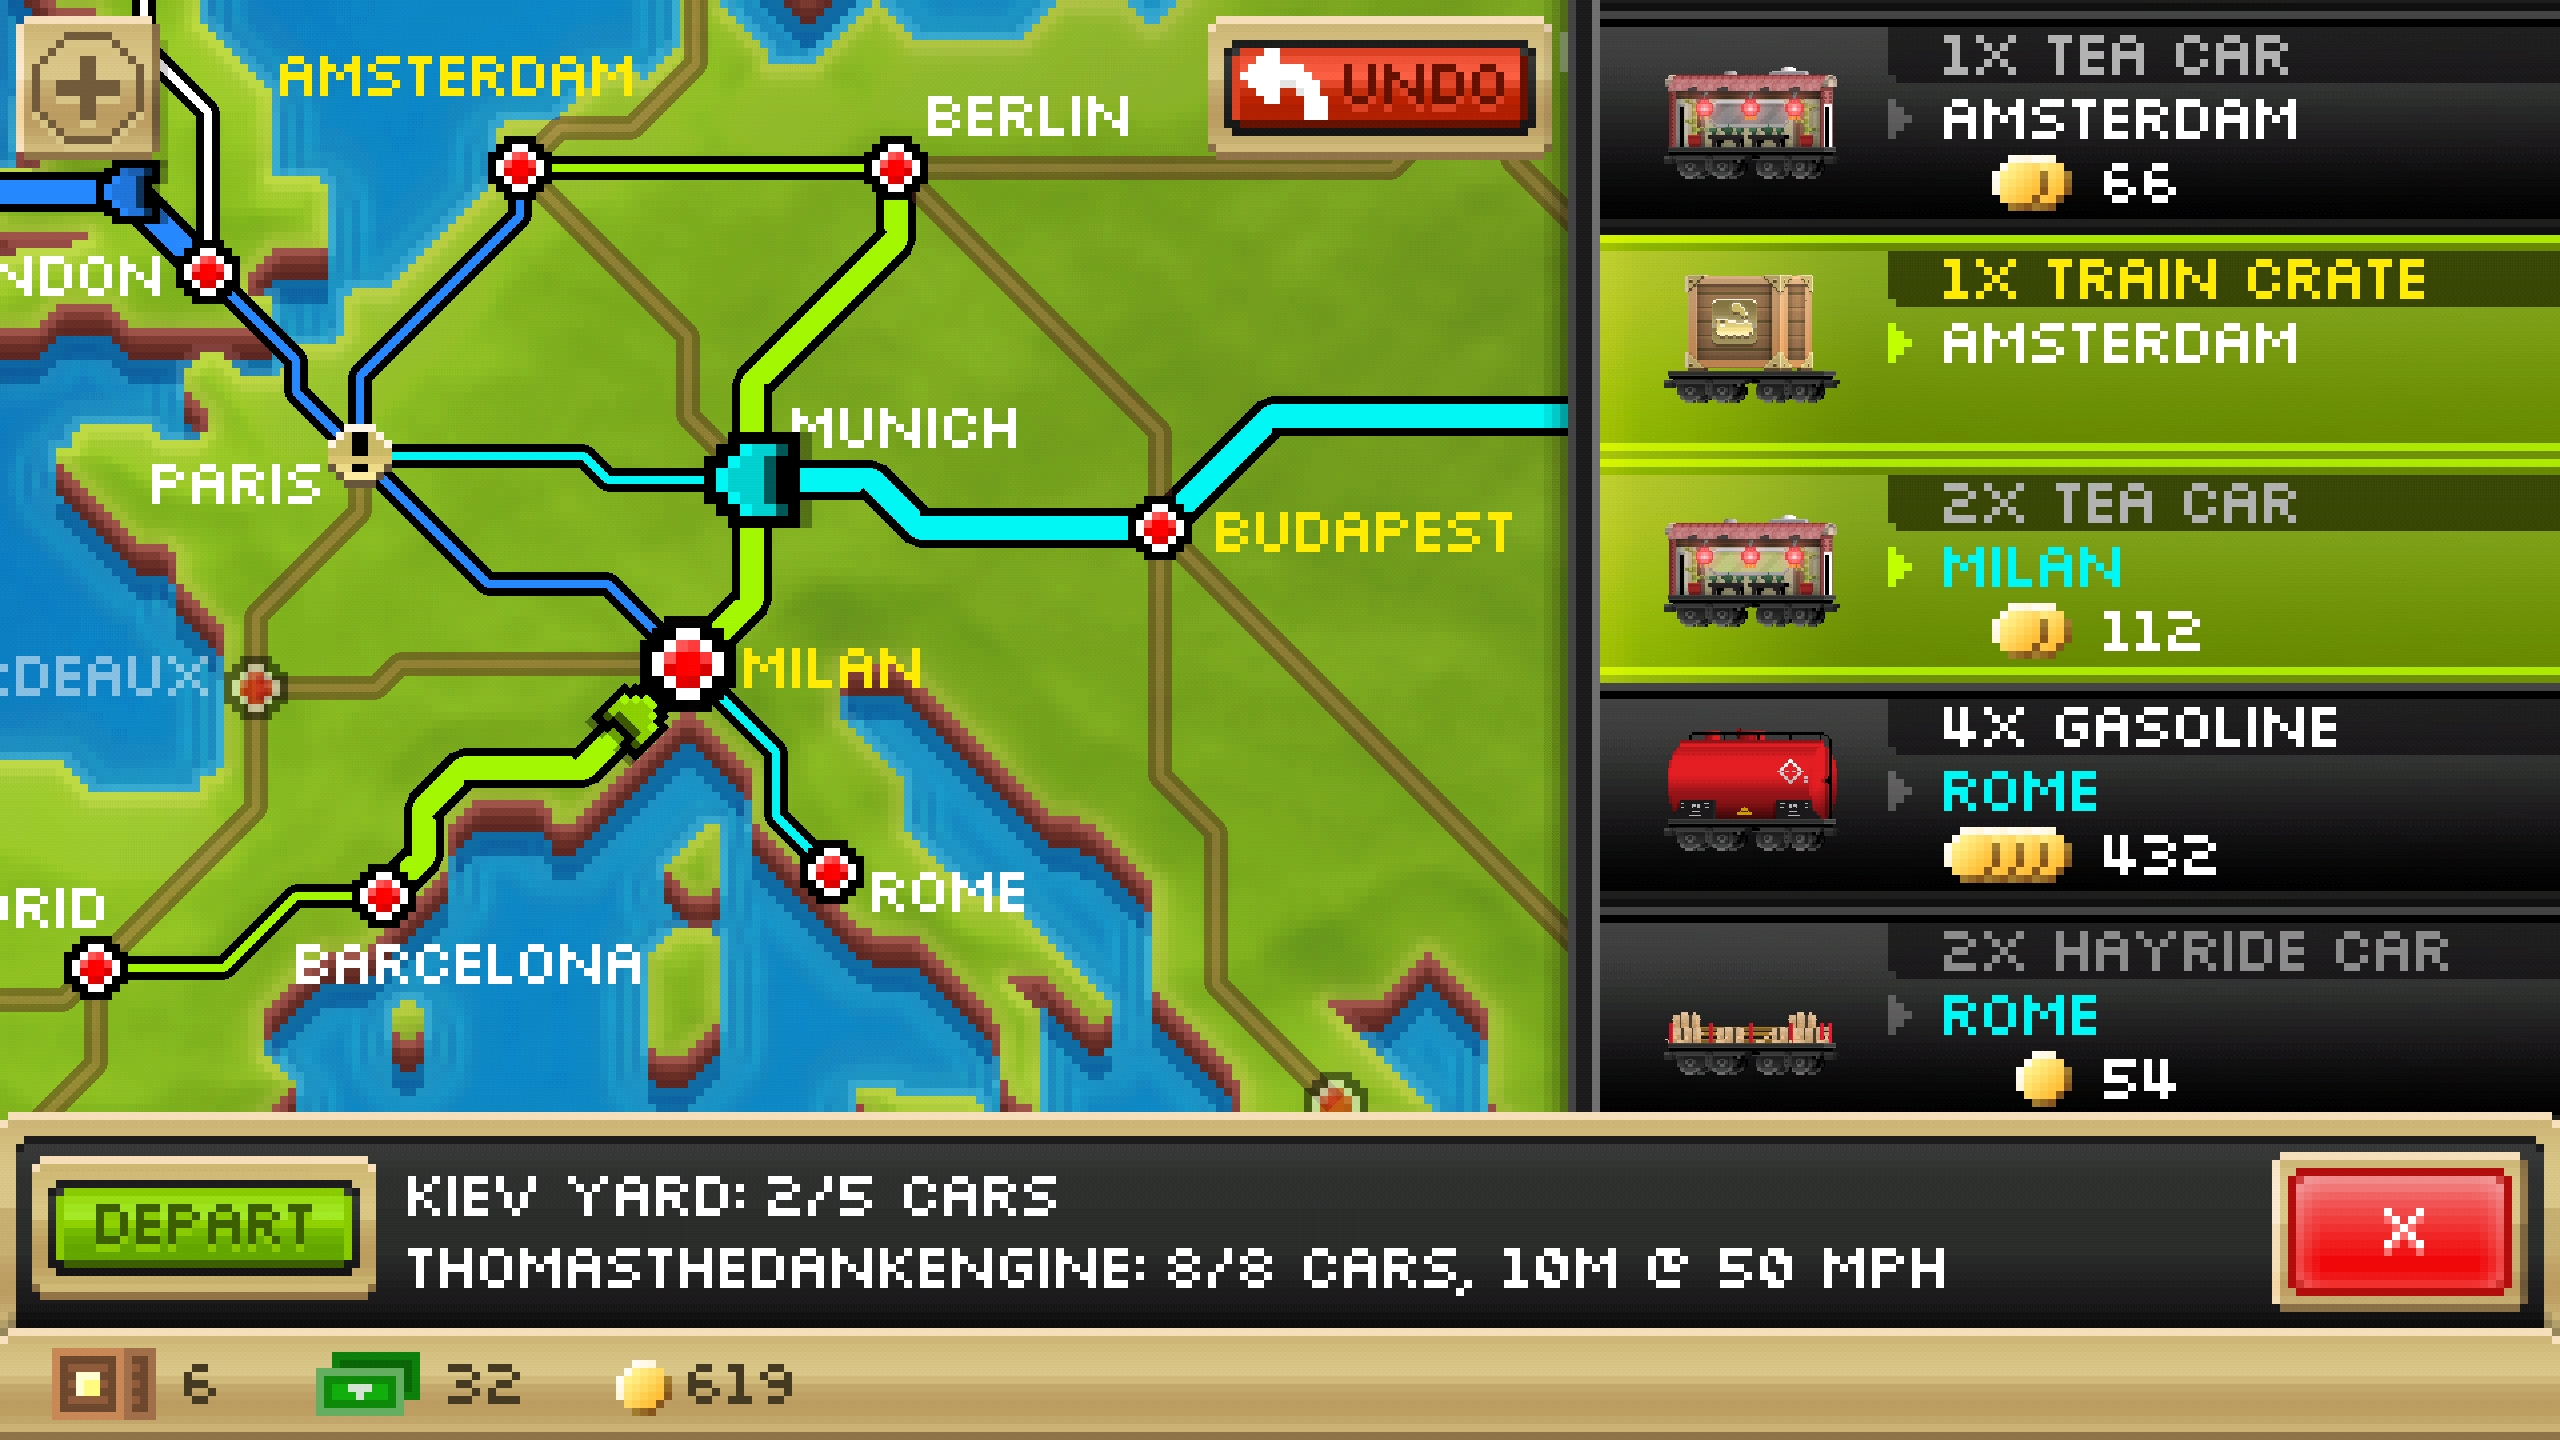 AMSTERDAM
BERLIN
UNDO
NDON
MUNICH
PARIS
BUDAPEST
DEAUX
MILAN
ROME
RID
BARCELONA
1X TEA CAR
AMSTERDAM
66
1X TRAIN CRATE
AMSTERDAM
2X TEA CAR
MILAN
112
4X GASOLINE
ROME
432
2X HAYRIDE CAR
ROME
54
DEPART
KIEV YARD: 2/5 CARS
THOMASTHEDANKENGINE: 8/8 CARS, 10M @ 50 MPH
X
6
32
619